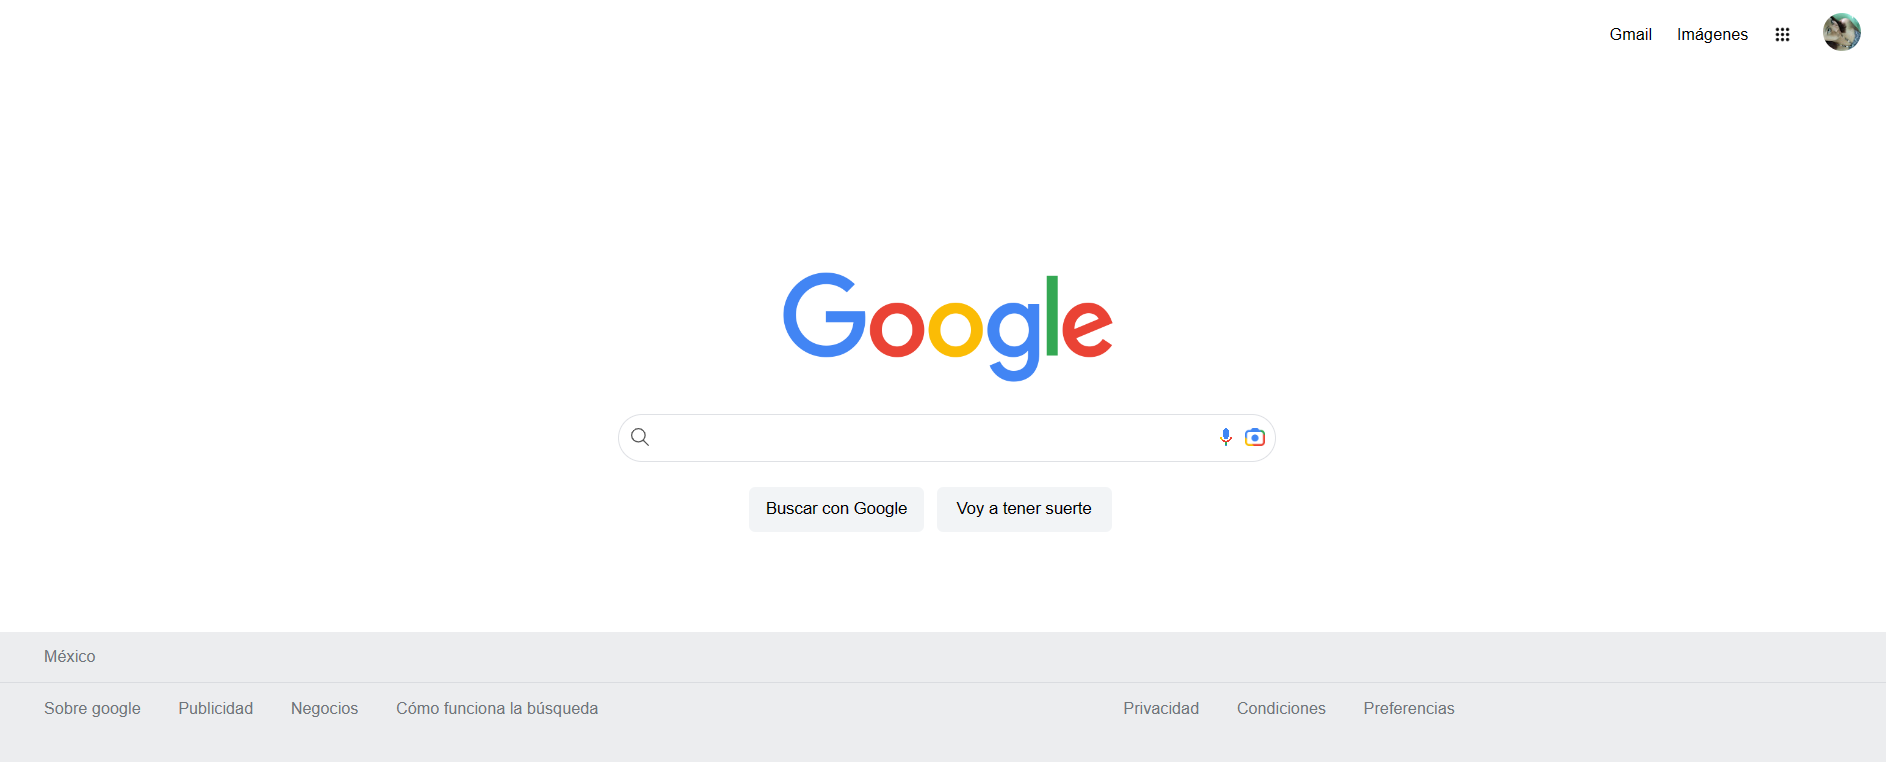 Gmail Imágenes
Google
Buscar con Google Voy a tener suerte
México
Sobre google Publicidad Negocios Cómo funciona la búsqueda Privacidad Condiciones Preferencias